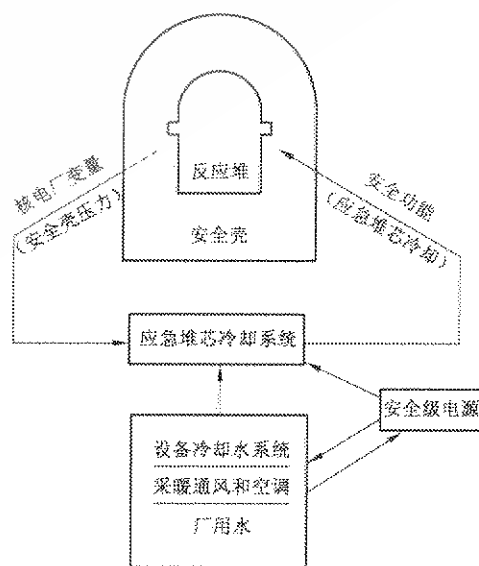 反应堆
安全壳
核电厂变量
(安全壳压力)
安全功能
(应急堆芯冷却)
应急堆芯冷却系统
安全级电源
设备冷却水系统
采暖通风和空调
厂用水